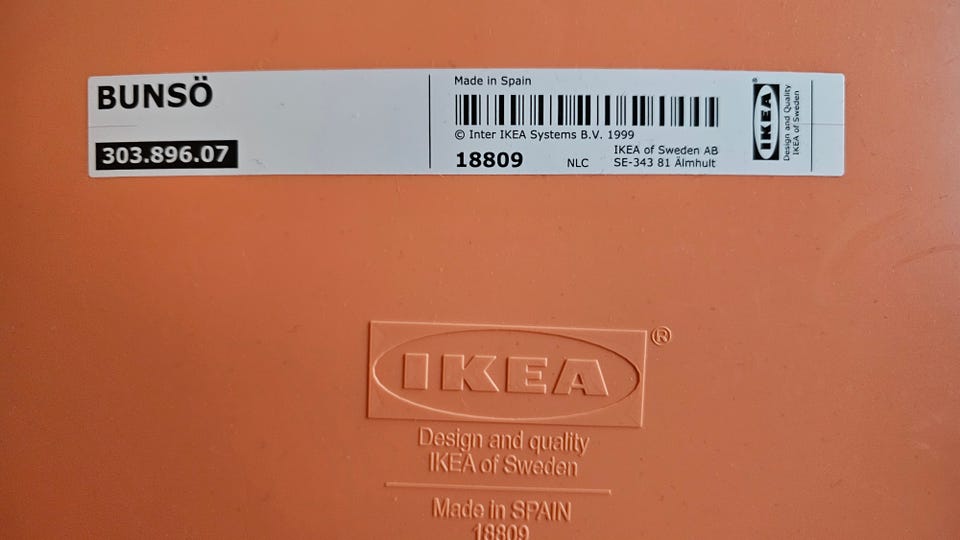 BUNSÖ
303.896.07
Made in Spain
© Inter IKEA Systems B.V. 1999
18809 NLC
IKEA of Sweden AB
SE-343 81 Älmhult
IKEA®
Design and Quality
IKEA of Sweden
IKEA®
Design and quality
IKEA of Sweden
Made in SPAIN
18809